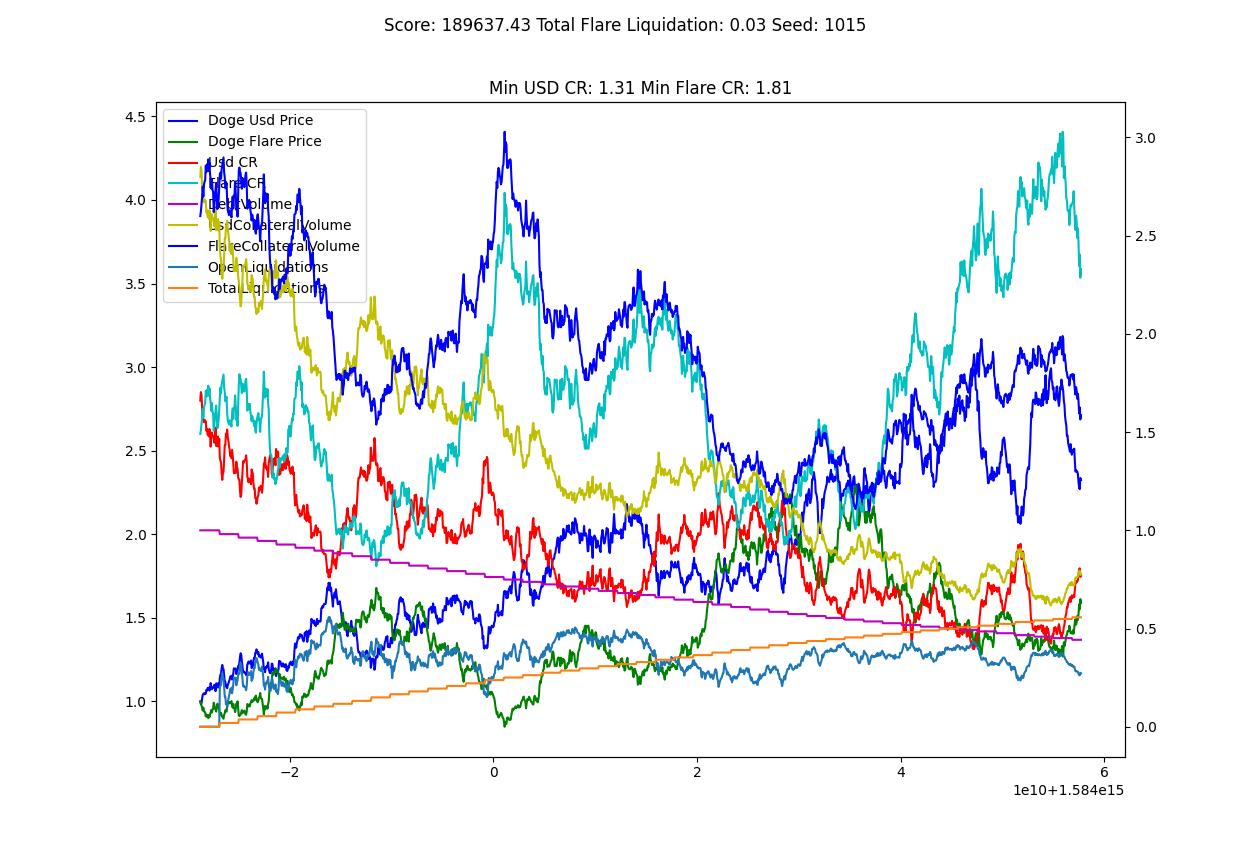 Score: 189637.43 Total Flare Liquidation: 0.03 Seed: 1015
Min USD CR: 1.31 Min Flare CR: 1.81
Doge Usd Price
Doge Flare Price
Usd CR
Flare CR
DebtVolume
UsdCollateralVolume
FlareCollateralVolume
OpenLiquidations
TotalLiquidations
4.5
4.0
3.5
3.0
2.5
2.0
1.5
1.0
3.0
2.5
2.0
1.5
1.0
0.5
0.0
−2
0
2
4
6
1e10+1.584e15